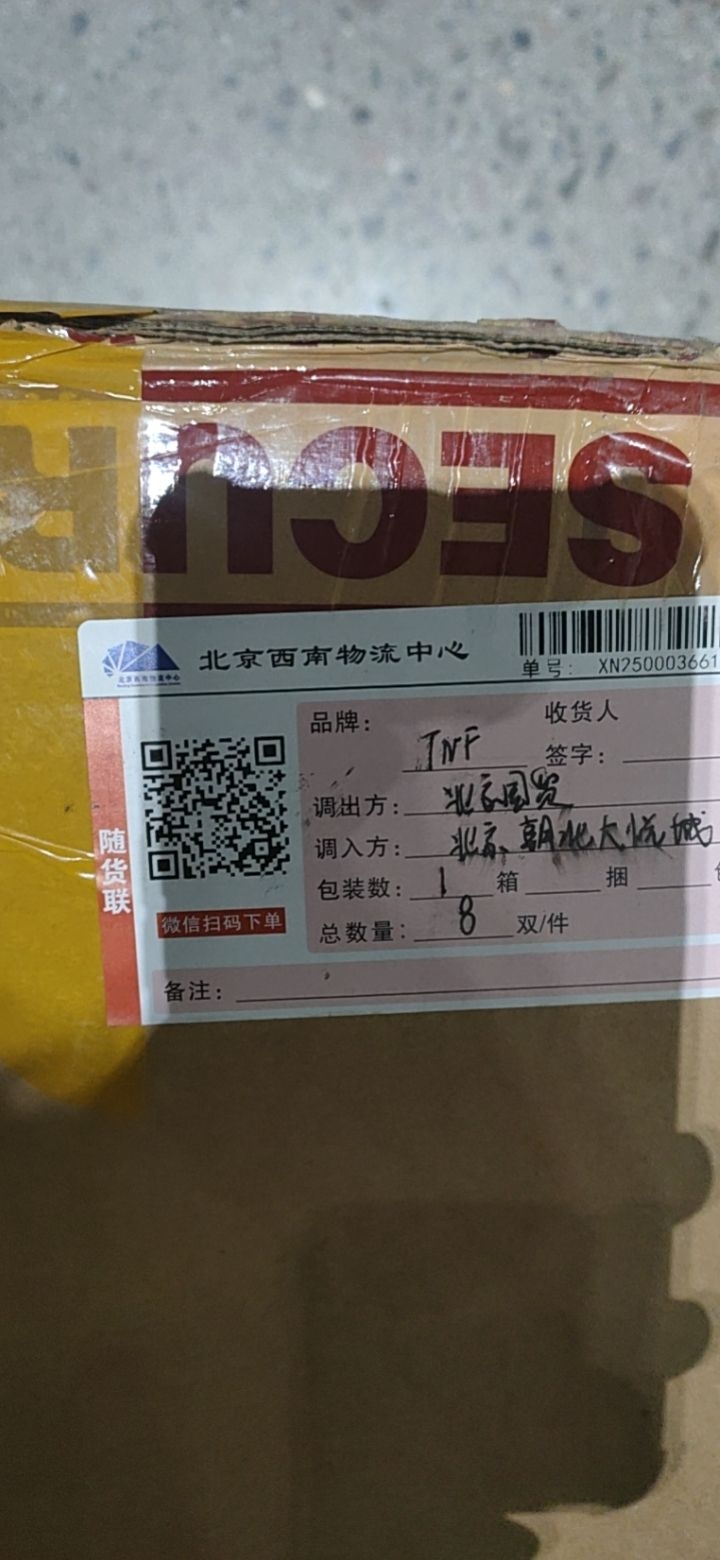 SECUR
北京西南物流中心
单号: XN250003661
品牌: TNF
收货人
签字:
调出方: 北京国贸
调入方: 北京朝北大悦城
包装数: 1 箱 捆
总数量: 8 双/件
备注:
随货联
微信扫码下单